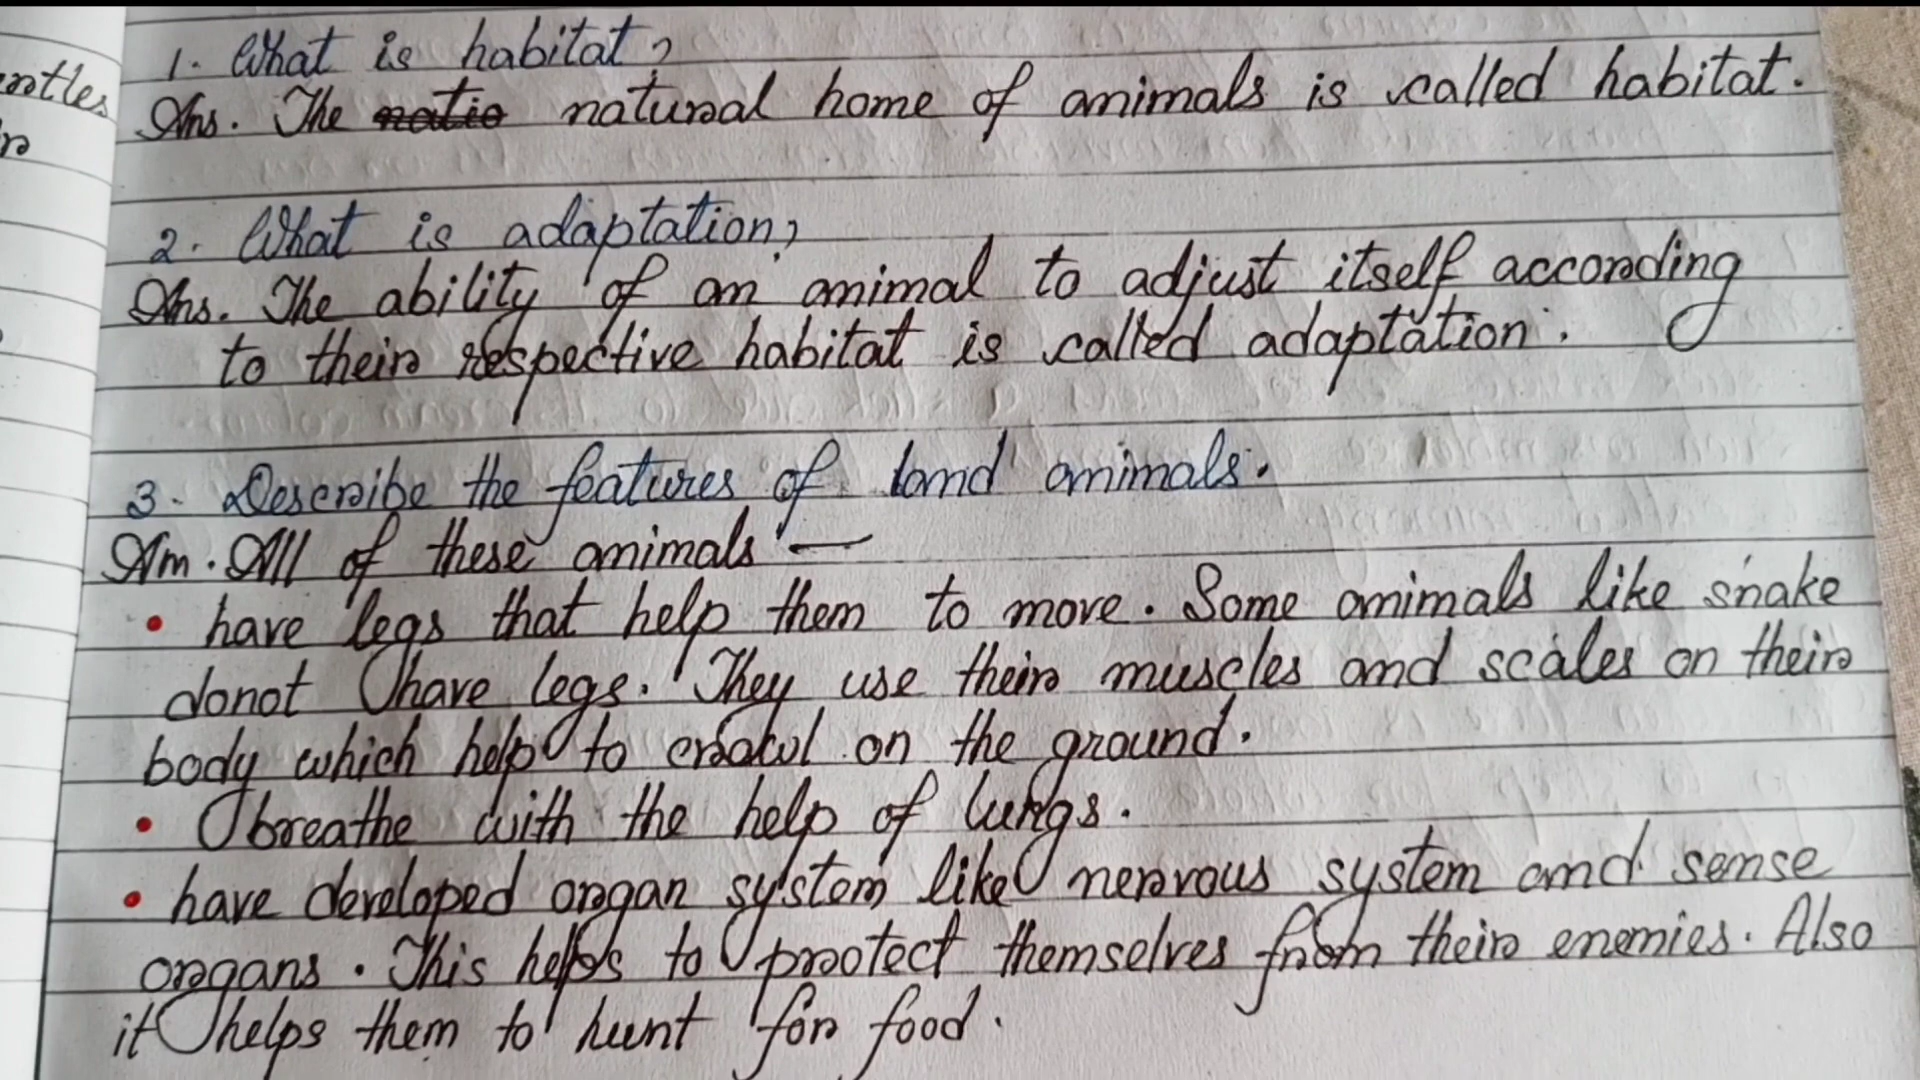 ortles
1. What is habitat?
Ans. The natio natural home of animals is called habitat.
2. What is adaptation?
Ans. The ability of an animal to adjust itself according
to their respective habitat is called adaptation.
3. Describe the features of land animals.
Ans. All of these animals —
• have legs that help them to move. Some animals like snake
donot have legs. They use their muscles and scales on their
body which help to crawl on the ground.
• breathe with the help of lungs.
• have developed organ system like nervous system and sense
organs. This helps to protect themselves from their enemies. Also
it helps them to hunt for food.